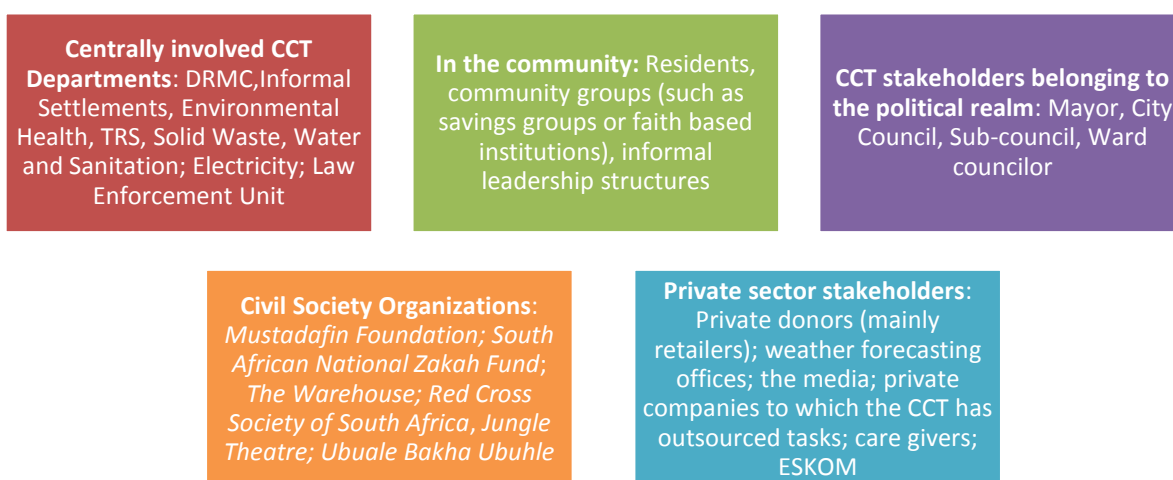 Centrally involved CCT
Departments: DRMC,Informal
Settlements, Environmental
Health, TRS, Solid Waste, Water
and Sanitation; Electricity; Law
Enforcement Unit
In the community: Residents,
community groups (such as
savings groups or faith based
institutions), informal
leadership structures
CCT stakeholders belonging to
the political realm: Mayor, City
Council, Sub-council, Ward
councilor
Civil Society Organizations:
Mustadafin Foundation; South
African National Zakah Fund;
The Warehouse; Red Cross
Society of South Africa, Jungle
Theatre; Ubuale Bakha Ubuhle
Private sector stakeholders:
Private donors (mainly
retailers); weather forecasting
offices; the media; private
companies to which the CCT has
outsourced tasks; care givers;
ESKOM